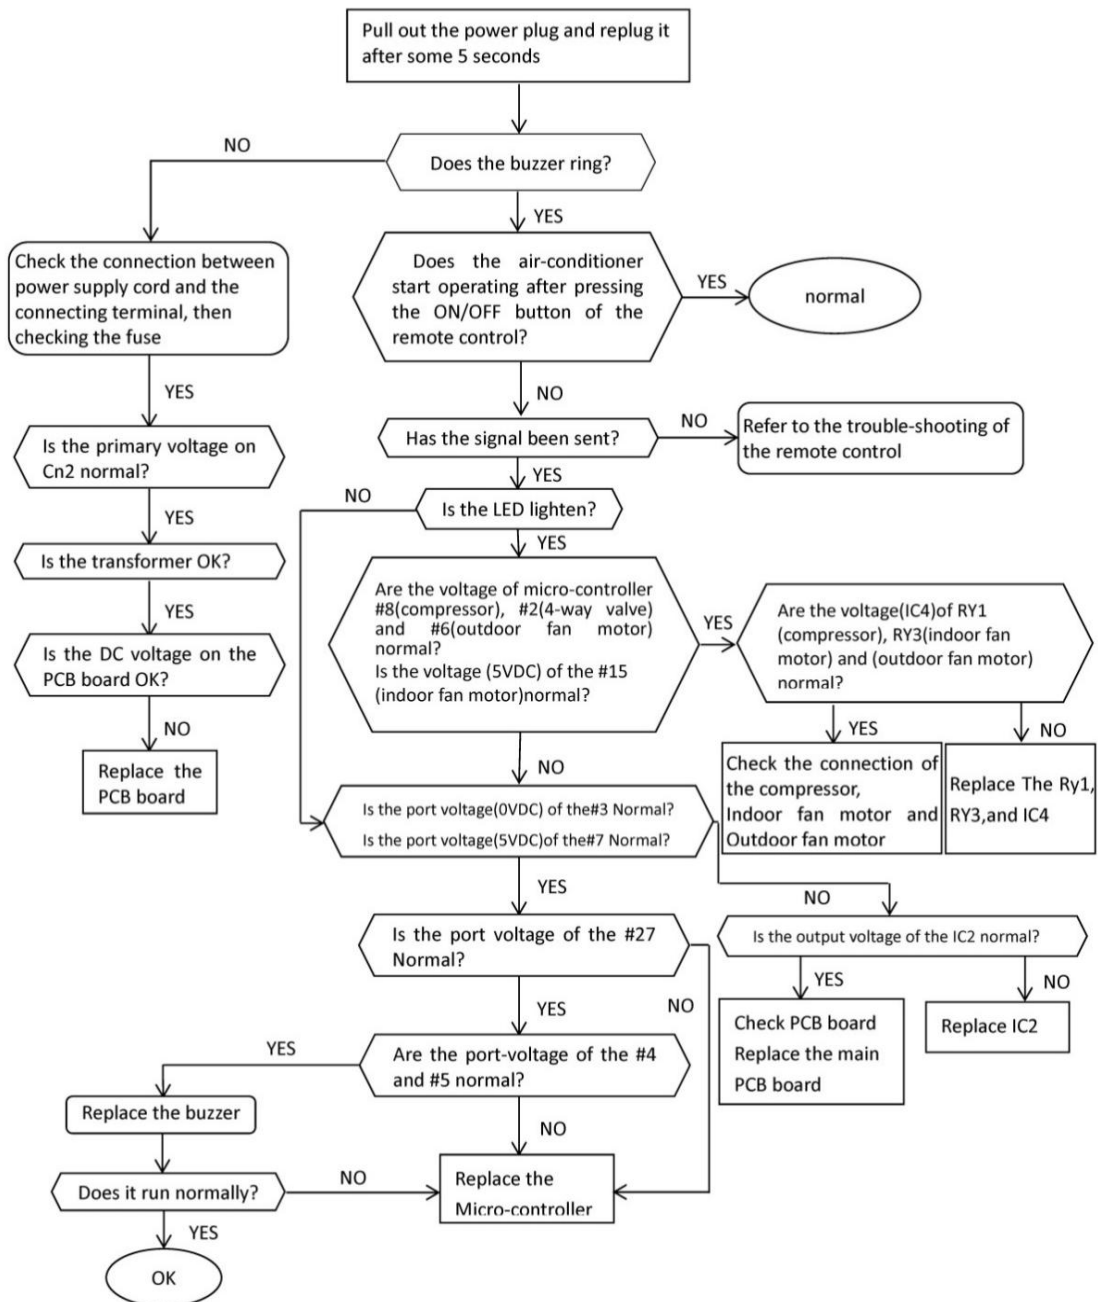 Pull out the power plug and replug it
after some 5 seconds
NO
Does the buzzer ring?
YES
Check the connection between
power supply cord and the
connecting terminal, then
checking the fuse
Does the air-conditioner
start operating after pressing
the ON/OFF button of the
remote control?
YES
normal
YES
NO
Is the primary voltage on
Cn2 normal?
Has the signal been sent?
NO
Refer to the trouble-shooting of
the remote control
YES
NO
Is the LED lighten?
YES
YES
Is the transformer OK?
YES
Is the DC voltage on the
PCB board OK?
NO
Replace the
PCB board
Are the voltage of micro-controller
#8(compressor), #2(4-way valve)
and #6(outdoor fan motor)
normal?
Is the voltage (5VDC) of the #15
(indoor fan motor)normal?
YES
Are the voltage(IC4)of RY1
(compressor), RY3(indoor fan
motor) and (outdoor fan motor)
normal?
YES
NO
Check the connection of
the compressor,
Indoor fan motor and
Outdoor fan motor
Replace The Ry1,
RY3,and IC4
NO
Is the port voltage(0VDC) of the#3 Normal?
Is the port voltage(5VDC)of the#7 Normal?
YES
NO
Is the port voltage of the #27
Normal?
Is the output voltage of the IC2 normal?
YES
NO
YES
NO
Check PCB board
Replace the main
PCB board
Replace IC2
YES
Are the port-voltage of the #4
and #5 normal?
Replace the buzzer
NO
Does it run normally?
NO
Replace the
Micro-controller
YES
OK